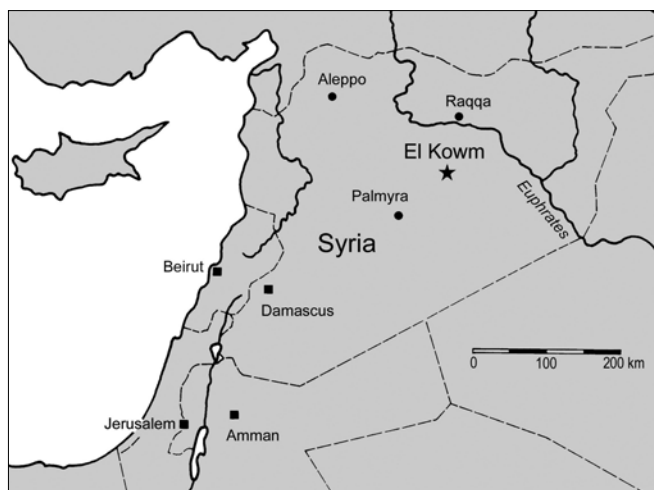 Aleppo
Raqqa
El Kowm
Palmyra
Euphrates
Syria
Beirut
Damascus
0 100 200 km
Jerusalem
Amman